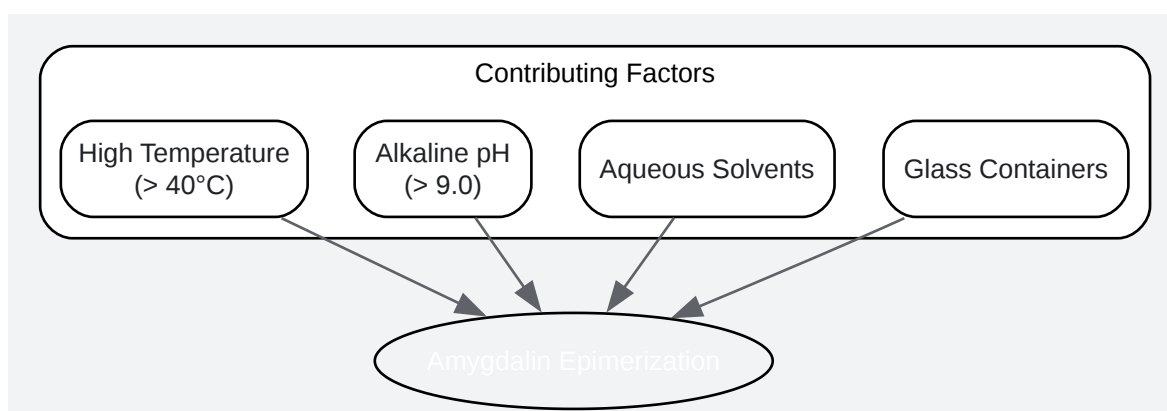 Contributing Factors
High Temperature
(> 40°C)
Alkaline pH
(> 9.0)
Aqueous Solvents
Glass Containers
Amygdalin Epimerization